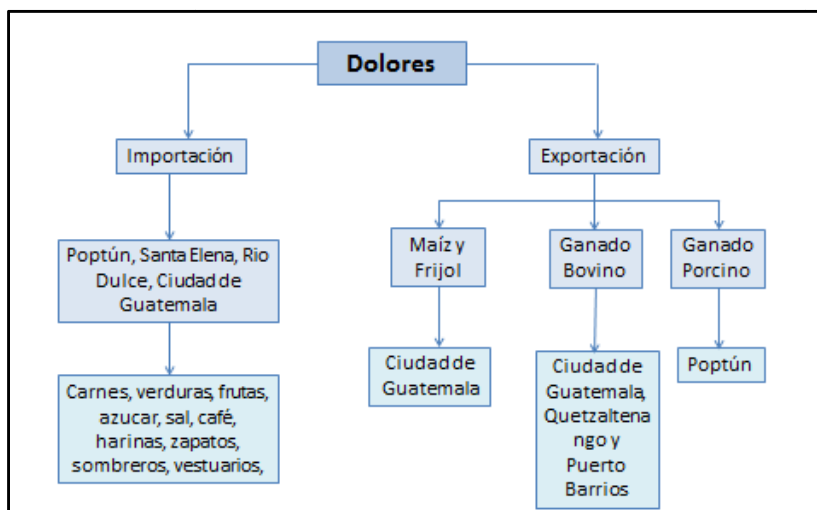 Dolores
Importación
Exportación
Poptún, Santa Elena, Rio
Dulce, Ciudad de
Guatemala
Maíz y
Frijol
Ganado
Bovino
Ganado
Porcino
Carnes, verduras, frutas,
azucar, sal, café,
harinas, zapatos,
sombreros, vestuarios,
Ciudad de
Guatemala
Ciudad de
Guatemala,
Quetzaltena
ngo y
Puerto
Barrios
Poptún